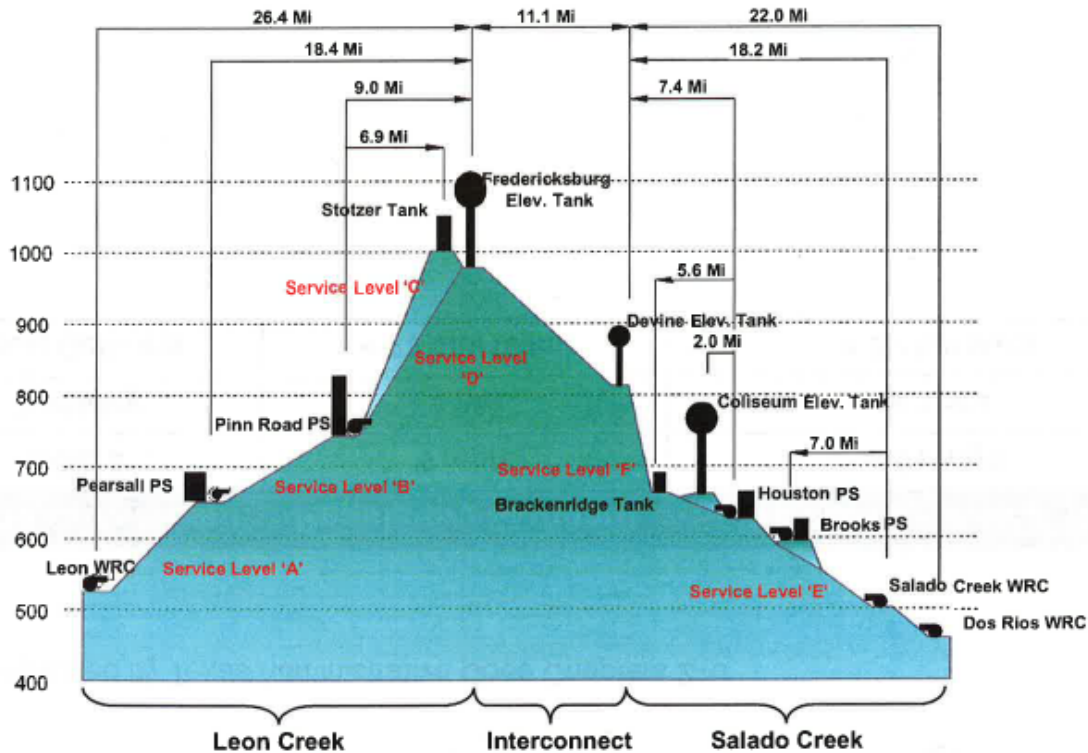 26.4 Mi
11.1 Mi
22.0 Mi
18.4 Mi
18.2 Mi
9.0 Mi
7.4 Mi
6.9 Mi
1100
Fredericksburg
Elev. Tank
Stotzer Tank
1000
Service Level 'C'
5.6 Mi
900
Devine Elev. Tank
2.0 Mi
Service Level
'D'
800
Coliseum Elev. Tank
Pinn Road PS
7.0 Mi
700
Pearsall PS
Service Level 'B'
Service Level 'F'
Brackenridge Tank
Houston PS
Brooks PS
600
Leon WRC
Service Level 'A'
Service Level 'E'
Salado Creek WRC
500
Dos Rios WRC
400
Leon Creek
Interconnect
Salado Creek